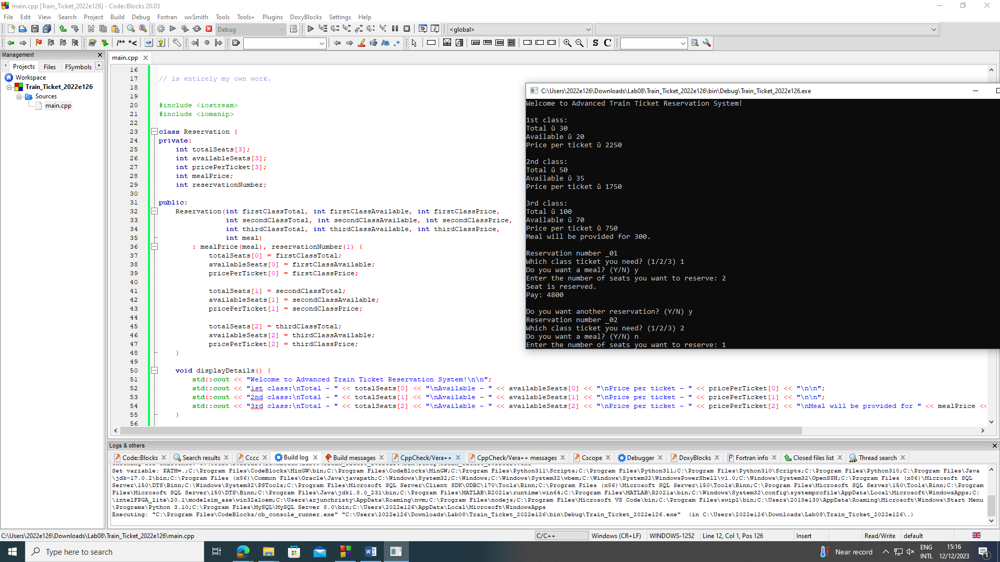 main.cpp [Train_Ticket_2022e126] - Code::Blocks 20.03
File Edit View Search Project Build Debug Fortran wxSmith Tools Tools+ Plugins DoxyBlocks Settings Help
Debug
<global>
/** *<
Aa .*
S C
Management
main.cpp
Projects Files FSymbols
Workspace
Train_Ticket_2022e126
Sources
main.cpp
16
17 // is entirely my own work.
18
19
20 #include <iostream>
21 #include <iomanip>
22
23 class Reservation {
24 private:
25 int totalSeats[3];
26 int availableSeats[3];
27 int pricePerTicket[3];
28 int mealPrice;
29 int reservationNumber;
30
31 public:
32 Reservation(int firstClassTotal, int firstClassAvailable, int firstClassPrice,
33 int secondClassTotal, int secondClassAvailable, int secondClassPrice,
34 int thirdClassTotal, int thirdClassAvailable, int thirdClassPrice,
35 int meal)
36 : mealPrice(meal), reservationNumber(1) {
37 totalSeats[0] = firstClassTotal;
38 availableSeats[0] = firstClassAvailable;
39 pricePerTicket[0] = firstClassPrice;
40
41 totalSeats[1] = secondClassTotal;
42 availableSeats[1] = secondClassAvailable;
43 pricePerTicket[1] = secondClassPrice;
44
45 totalSeats[2] = thirdClassTotal;
46 availableSeats[2] = thirdClassAvailable;
47 pricePerTicket[2] = thirdClassPrice;
48 }
49
50 void displayDetails() {
51 std::cout << "Welcome to Advanced Train Ticket Reservation System!\n\n";
52 std::cout << "1st class:\nTotal – " << totalSeats[0] << "\nAvailable – " << availableSeats[0] << "\nPrice per ticket – " << pricePerTicket[0] << "\n\n";
53 std::cout << "2nd class:\nTotal – " << totalSeats[1] << "\nAvailable – " << availableSeats[1] << "\nPrice per ticket – " << pricePerTicket[1] << "\n\n";
54 std::cout << "3rd class:\nTotal – " << totalSeats[2] << "\nAvailable – " << availableSeats[2] << "\nPrice per ticket – " << pricePerTicket[2] << "\nMeal will be provided for " << mealPrice <<
55 }
56
C:\Users\2022e126\Downloads\Lab08\Train_Ticket_2022e126\bin\Debug\Train_Ticket_2022e126.exe
Welcome to Advanced Train Ticket Reservation System!
1st class:
Total û 30
Available û 20
Price per ticket û 2250
2nd class:
Total û 50
Available û 35
Price per ticket û 1750
3rd class:
Total û 100
Available û 70
Price per ticket û 750
Meal will be provided for 300.
Reservation number _01
Which class ticket you need? (1/2/3) 1
Do you want a meal? (Y/N) y
Enter the number of seats you want to reserve: 2
Seat is reserved.
Pay: 4800
Do you want another reservation? (Y/N) y
Reservation number _02
Which class ticket you need? (1/2/3) 2
Do you want a meal? (Y/N) n
Enter the number of seats you want to reserve: 1
Logs & others
Code::Blocks Search results Cccc Build log Build messages CppCheck/Vera++ CppCheck/Vera++ messages Cscope Debugger DoxyBlocks Fortran info Closed files list Thread search
Set variable: PATH=.;C:\Program Files\CodeBlocks\MinGW\bin;C:\Program Files\CodeBlocks\MinGW;C:\Program Files\Python311\Scripts;C:\Program Files\Python311;C:\Program Files\Python310\Scripts;C:\Program Files\Python310;C:\Program Files\Java
\jdk-17.0.2\bin;C:\Program Files (x86)\Common Files\Oracle\Java\javapath;C:\Windows\System32;C:\Windows;C:\Windows\System32\wbem;C:\Windows\System32\WindowsPowerShell\v1.0;C:\Windows\System32\OpenSSH;C:\Program Files (x86)\Microsoft SQL
Server\150\DTS\Binn;C:\Windows\System32\PSTools;C:\Program Files\Microsoft SQL Server\Client SDK\ODBC\170\Tools\Binn;C:\Program Files (x86)\Microsoft SQL Server\150\Tools\Binn;C:\Program Files\Microsoft SQL Server\150\Tools\Binn;C:\Program
Files\Microsoft SQL Server\150\DTS\Binn;C:\Program Files\Java\jdk1.8.0_231\bin;C:\Program Files\MATLAB\R2021a\runtime\win64;C:\Program Files\MATLAB\R2021a\bin;C:\Windows\System32\config\systemprofile\AppData\Local\Microsoft\WindowsApps;C:
\intelFPGA_lite\20.1\modelsim_ase\win32aloem;C:\Users\arjunchristy\AppData\Roaming\nvm;C:\Program Files\nodejs;C:\Program Files\Microsoft VS Code\bin;C:\Program Files\swipl\bin;C:\Users\2018e130\AppData\Roaming\Microsoft\Windows\Start Menu
\Programs\Python 3.10;C:\Program Files\MySQL\MySQL Server 8.0\bin;C:\Users\2022e126\AppData\Local\Microsoft\WindowsApps
Executing: "C:\Program Files\CodeBlocks/cb_console_runner.exe" "C:\Users\2022e126\Downloads\Lab08\Train_Ticket_2022e126\bin\Debug\Train_Ticket_2022e126.exe" (in C:\Users\2022e126\Downloads\Lab08\Train_Ticket_2022e126\.)
C:\Users\2022e126\Downloads\Lab08\Train_Ticket_2022e126\main.cpp C/C++ Windows (CR+LF) WINDOWS-1252 Line 12, Col 1, Pos 126 Insert Read/Write default
Type here to search
Near record
ENG
INTL
15:16
12/12/2023
1